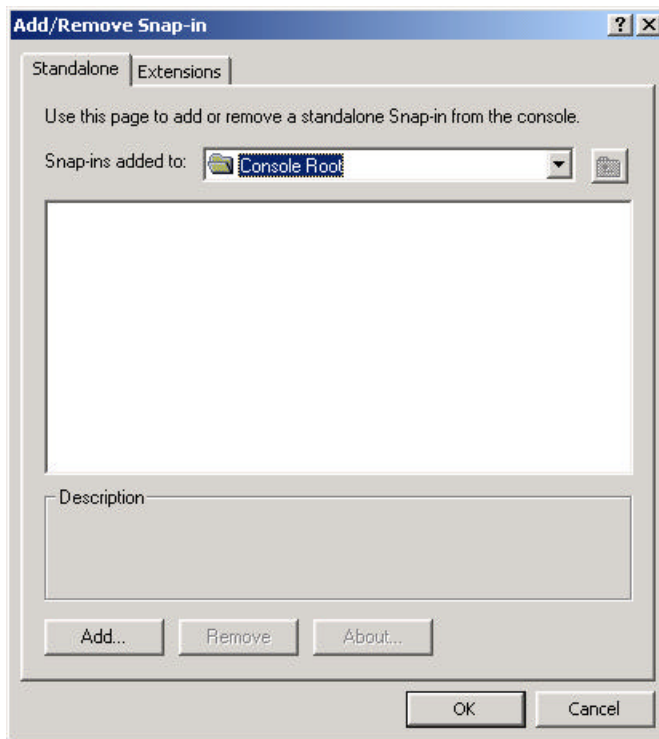 Add/Remove Snap-in
Standalone
Extensions
Use this page to add or remove a standalone Snap-in from the console.
Snap-ins added to:
Console Root
Description
Add...
Remove
About...
OK
Cancel